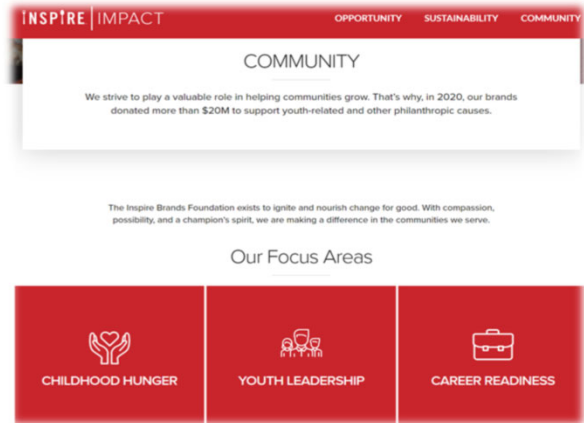 INSPIRE | IMPACT
OPPORTUNITY SUSTAINABILITY COMMUNITY
COMMUNITY
We strive to play a valuable role in helping communities grow. That's why, in 2020, our brands
donated more than $20M to support youth-related and other philanthropic causes.
The Inspire Brands Foundation exists to ignite and nourish change for good. With compassion,
possibility, and a champion's spirit, we are making a difference in the communities we serve.
Our Focus Areas
CHILDHOOD HUNGER
YOUTH LEADERSHIP
CAREER READINESS